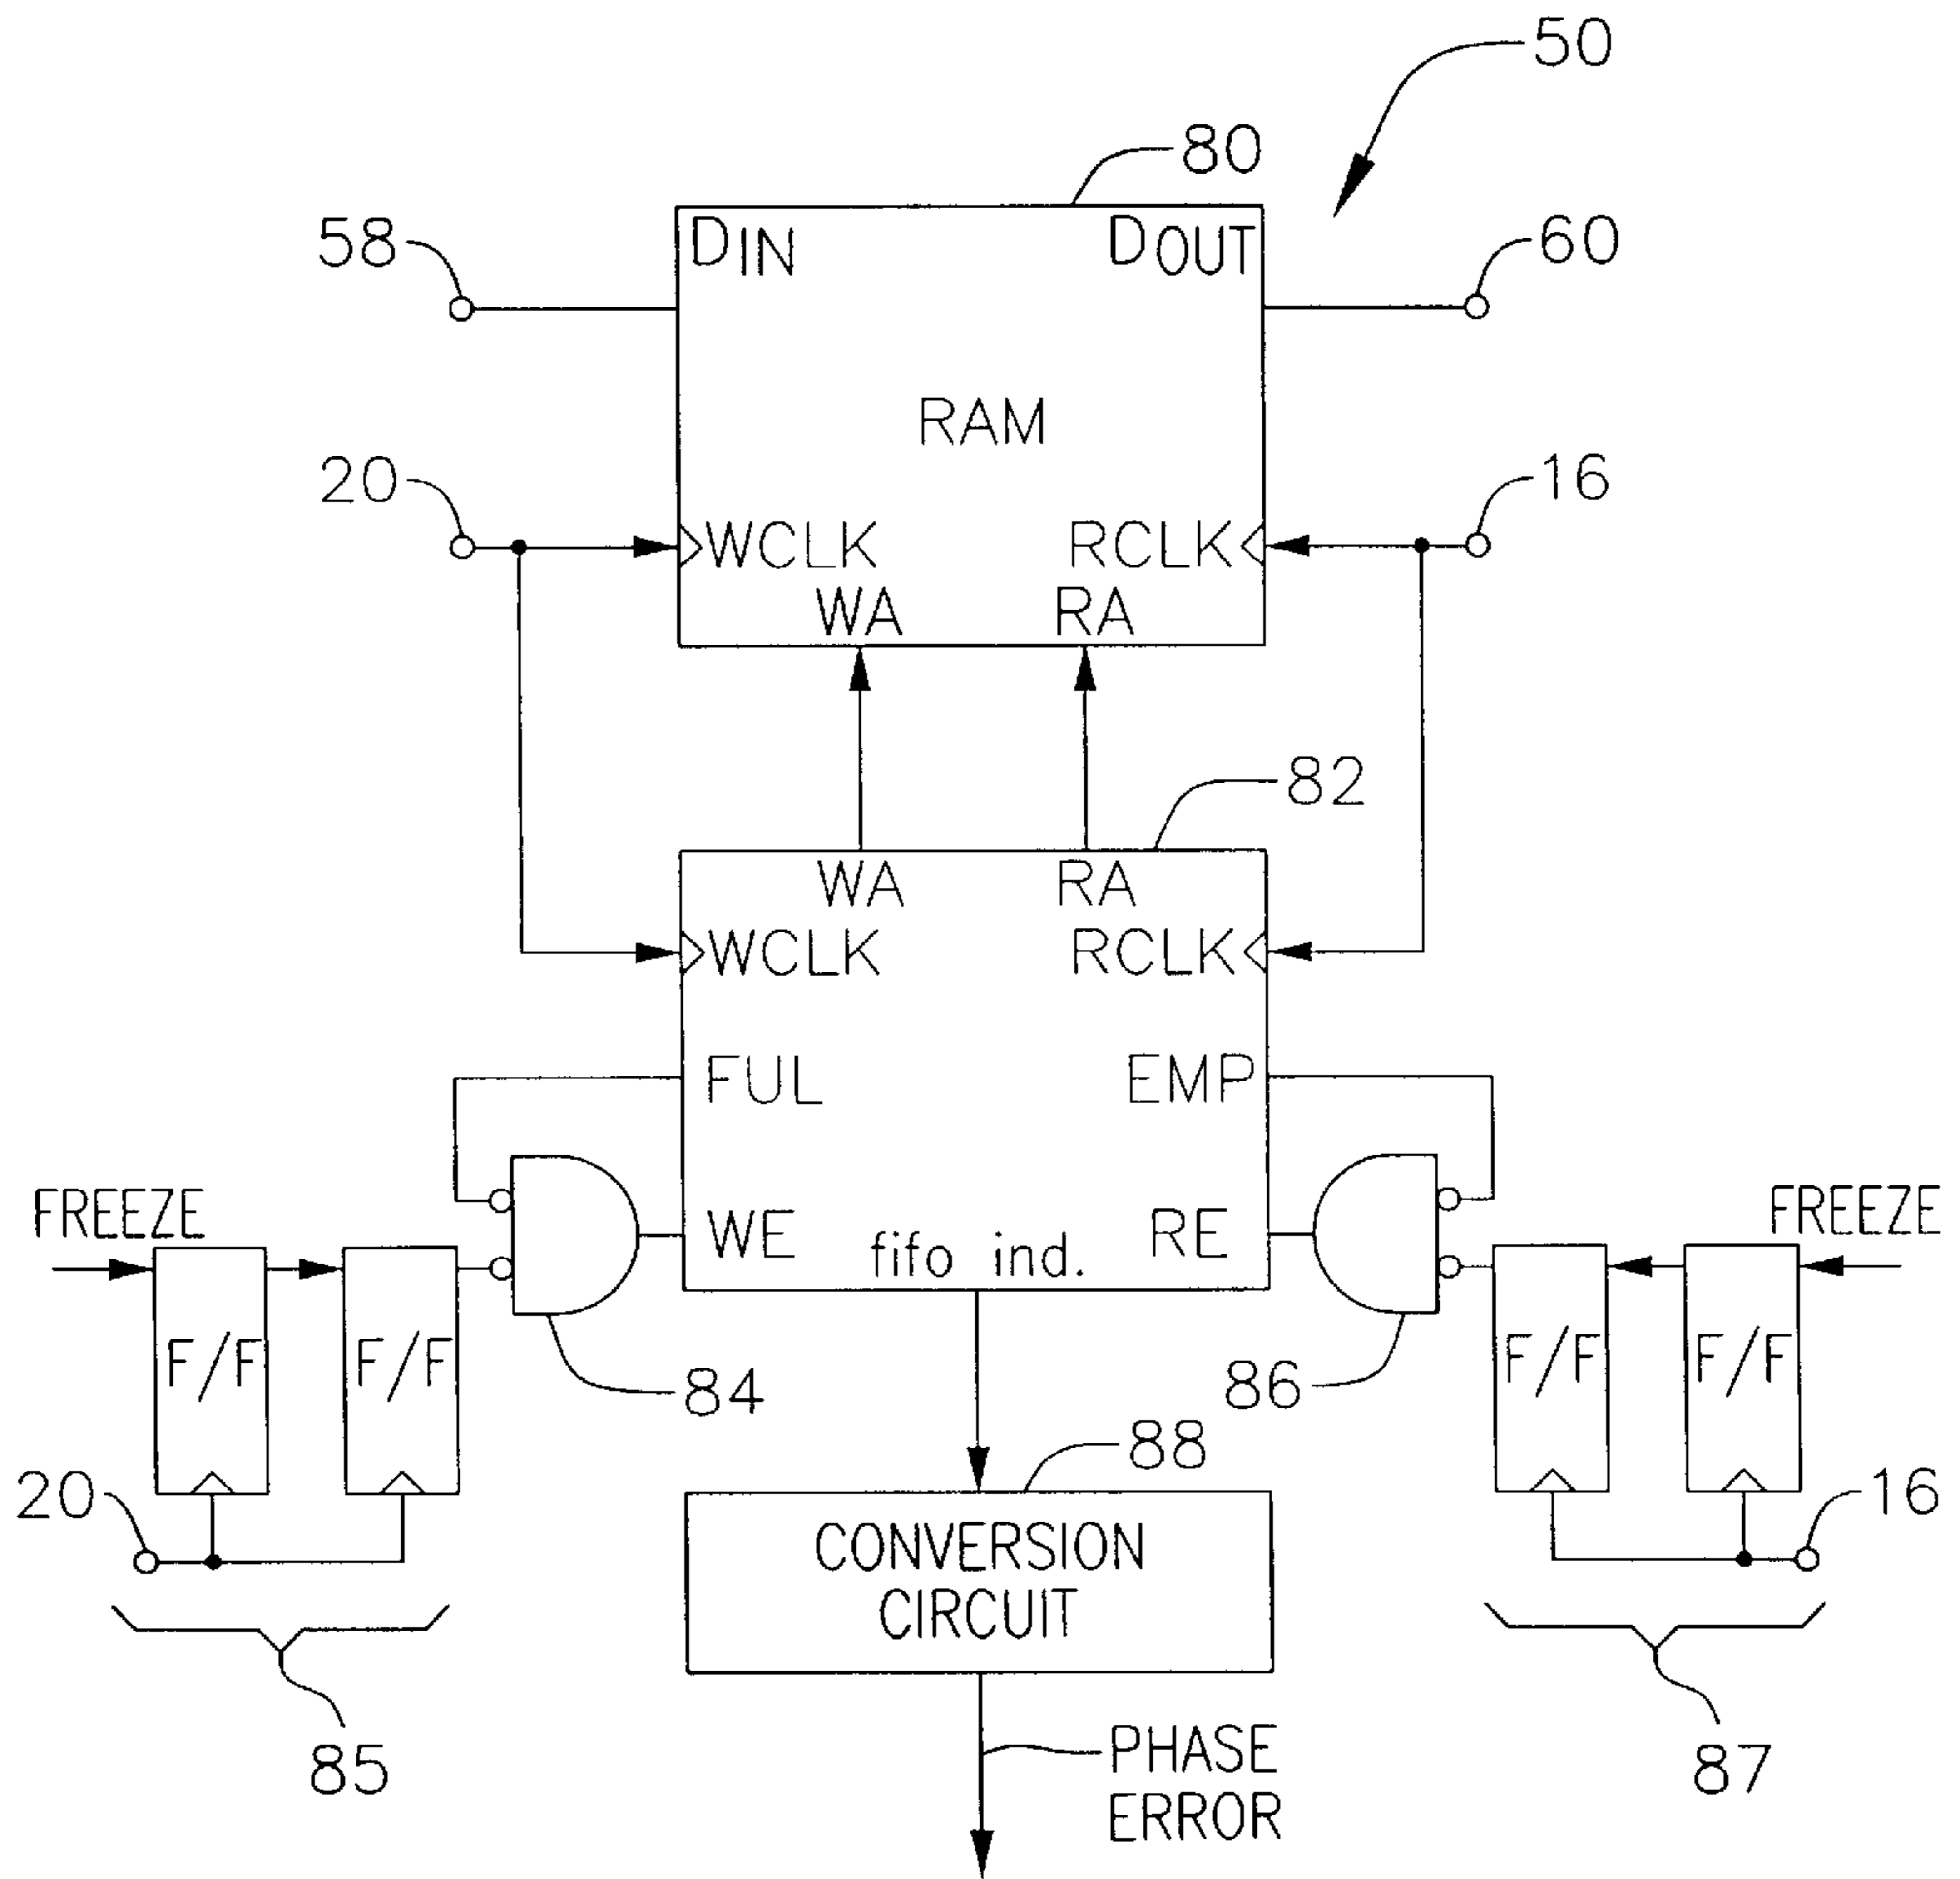 50
80
58
DIN
DOUT
60
RAM
20
16
WCLK
RCLK
WA
RA
82
WA
RA
WCLK
RCLK
FUL
EMP
FREEZE
FREEZE
WE
RE
fifo ind.
F/F
F/F
F/F
F/F
84
86
88
20
16
CONVERSION
CIRCUIT
PHASE
ERROR
85
87